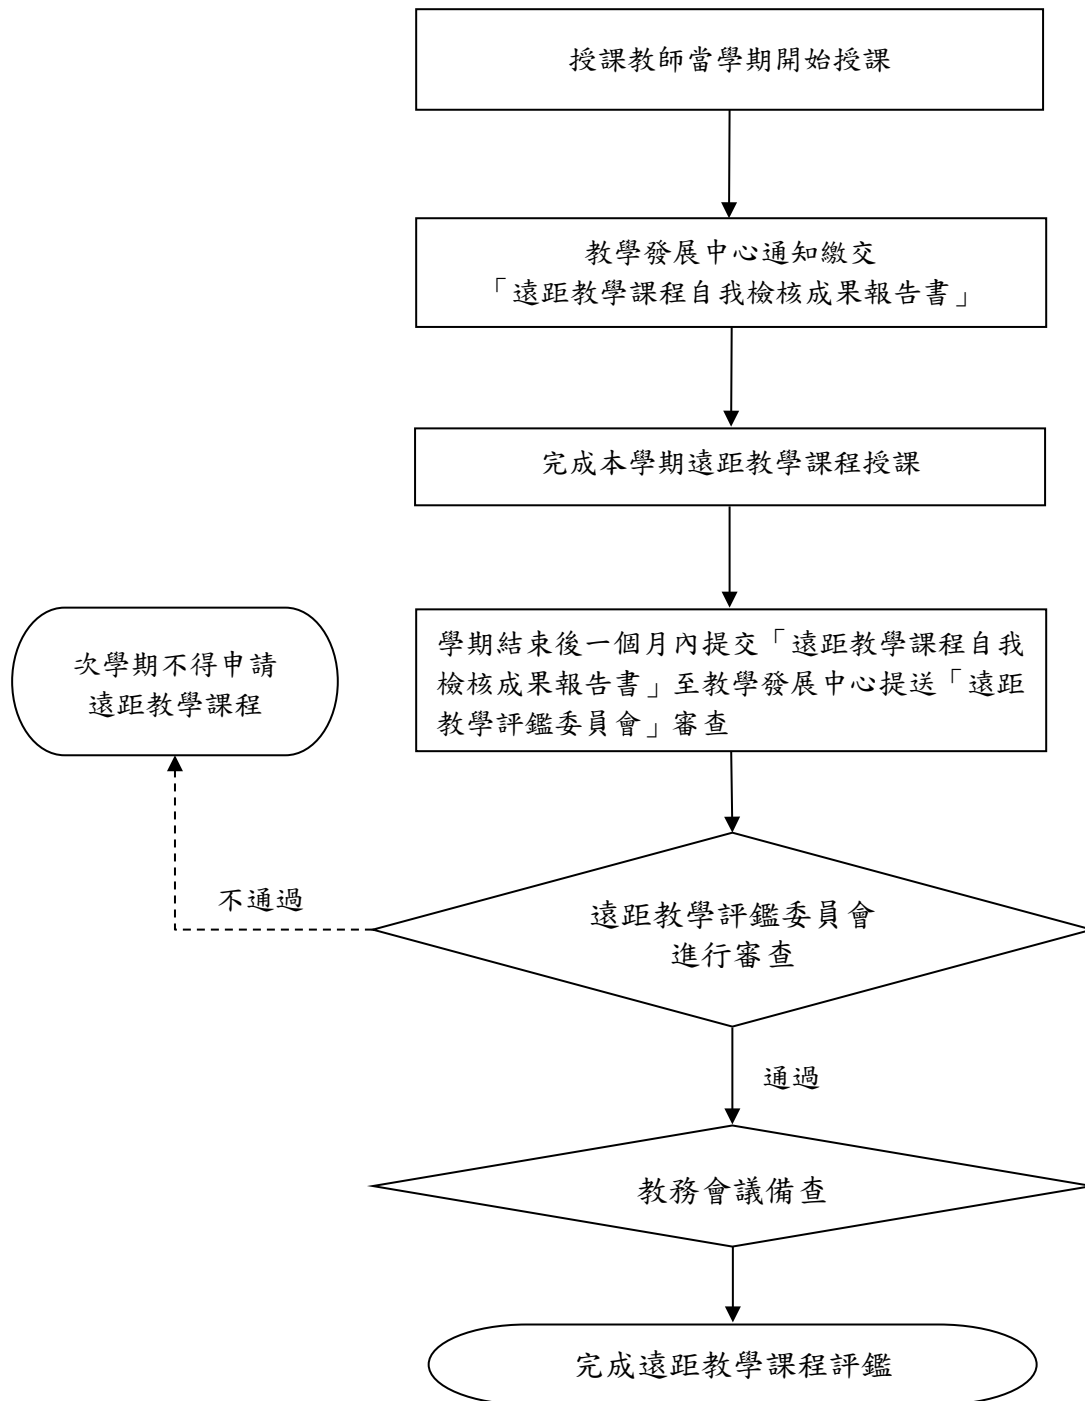 授課教師當學期開始授課
教學發展中心通知繳交
「遠距教學課程自我檢核成果報告書」
完成本學期遠距教學課程授課
學期結束後一個月內提交「遠距教學課程自我
檢核成果報告書」至教學發展中心提送「遠距
教學評鑑委員會」審查
次學期不得申請
遠距教學課程
不通過
遠距教學評鑑委員會
進行審查
通過
教務會議備查
完成遠距教學課程評鑑